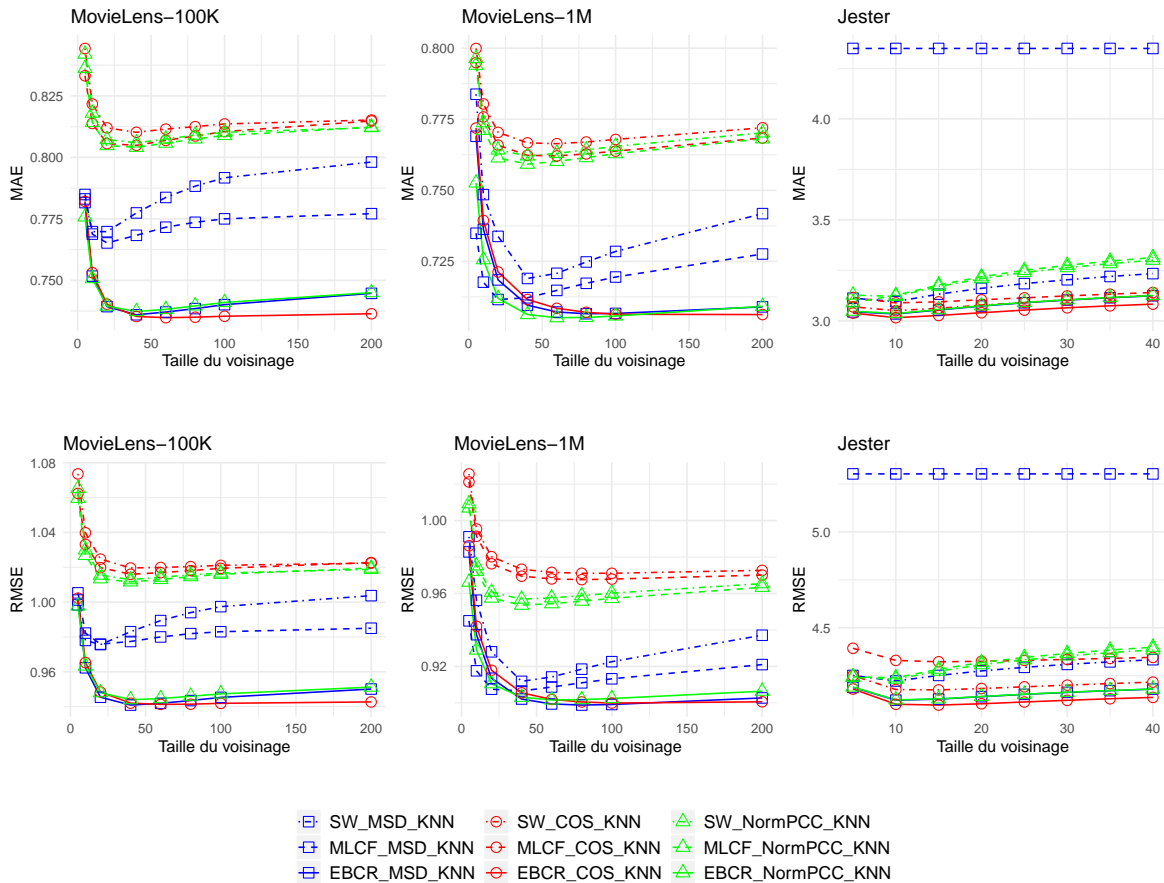 MovieLens−100K
MovieLens−1M
Jester
MAE
0.825
0.800
0.775
0.750
0 50 100 150 200
Taille du voisinage
MAE
0.800
0.775
0.750
0.725
0 50 100 150 200
Taille du voisinage
MAE
4.0
3.5
3.0
10 20 30 40
Taille du voisinage
MovieLens−100K
MovieLens−1M
Jester
RMSE
1.08
1.04
1.00
0.96
0 50 100 150 200
Taille du voisinage
RMSE
1.00
0.96
0.92
0 50 100 150 200
Taille du voisinage
RMSE
5.0
4.5
10 20 30 40
Taille du voisinage
SW_MSD_KNN
SW_COS_KNN
SW_NormPCC_KNN
MLCF_MSD_KNN
MLCF_COS_KNN
MLCF_NormPCC_KNN
EBCR_MSD_KNN
EBCR_COS_KNN
EBCR_NormPCC_KNN